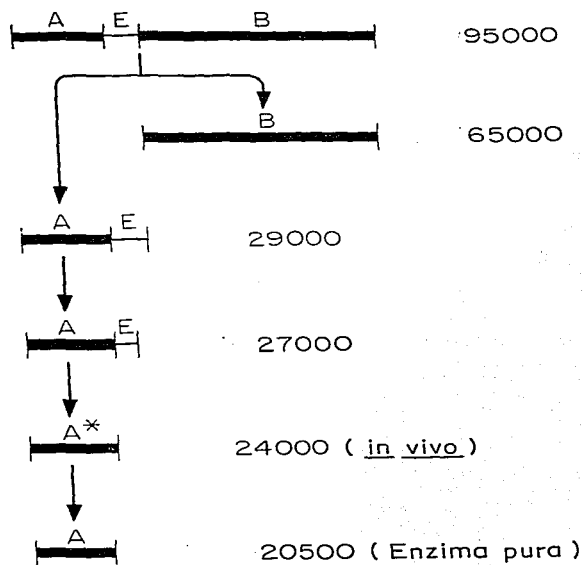 A E B 95000
B 65000
A E 29000
A E 27000
A* 24000 ( in vivo )
A 20500 ( Enzima pura )